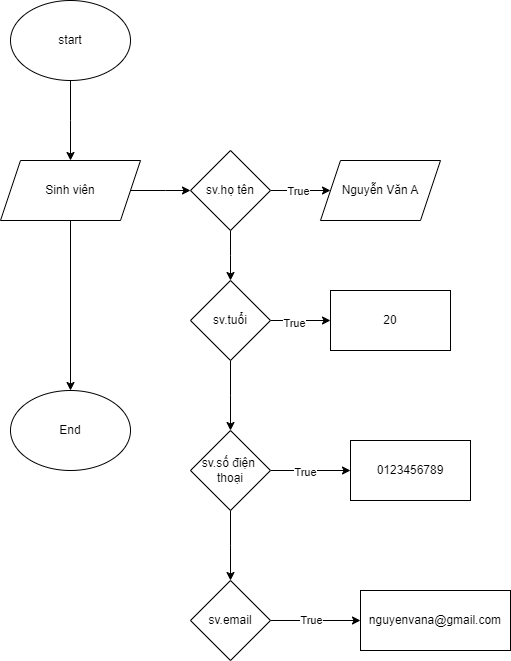 start
Sinh viên
sv.họ tên
True
Nguyễn Văn A
sv.tuổi
True
20
End
sv.số điện
thoại
True
0123456789
sv.email
True
nguyenvana@gmail.com